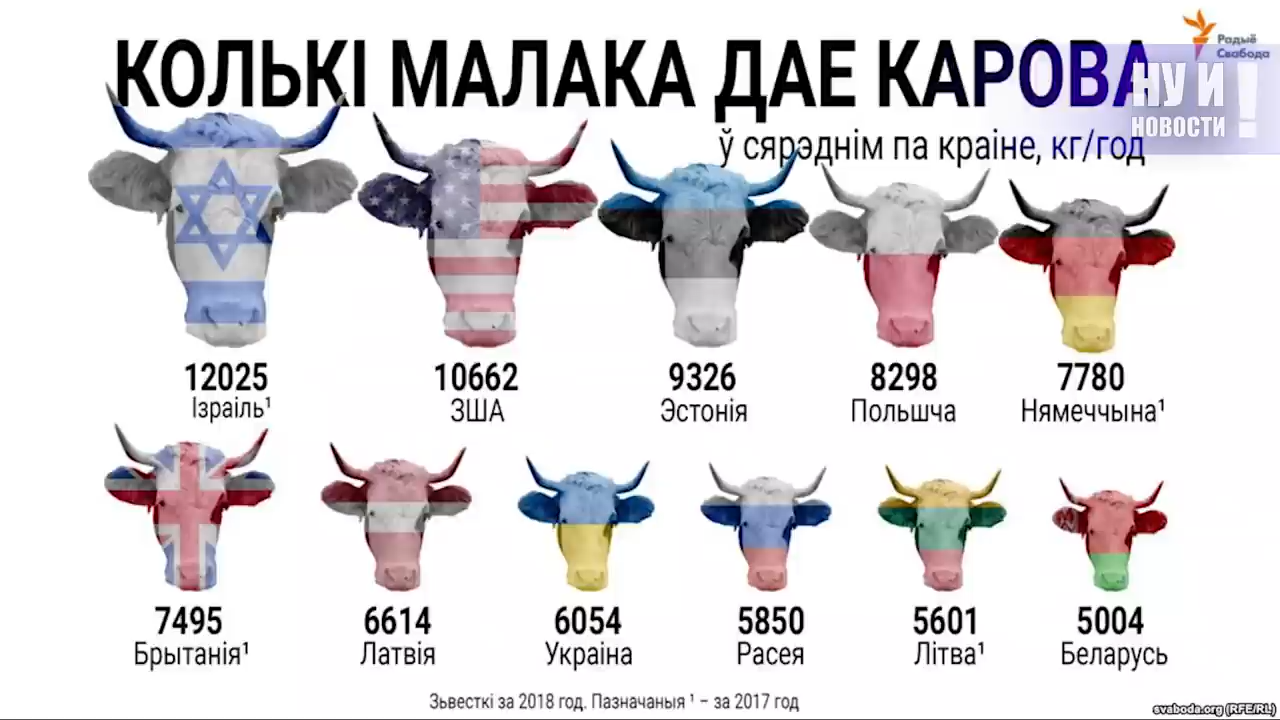 Радыё
Свабода
КОЛЬКІ МАЛАКА ДАЕ КАРОВА
НУ И !
НОВОСТИ
ў сярэднім па краіне, кг/год
12025 10662 9326 8298 7780
Ізраіль¹ ЗША Эстонія Польшча Нямеччына¹
7495 6614 6054 5850 5601 5004
Брытанія¹ Латвія Украіна Расея Літва¹ Беларусь
Зьвесткі за 2018 год. Пазначаныя ¹ – за 2017 год
svaboda.org (RFE/RL)